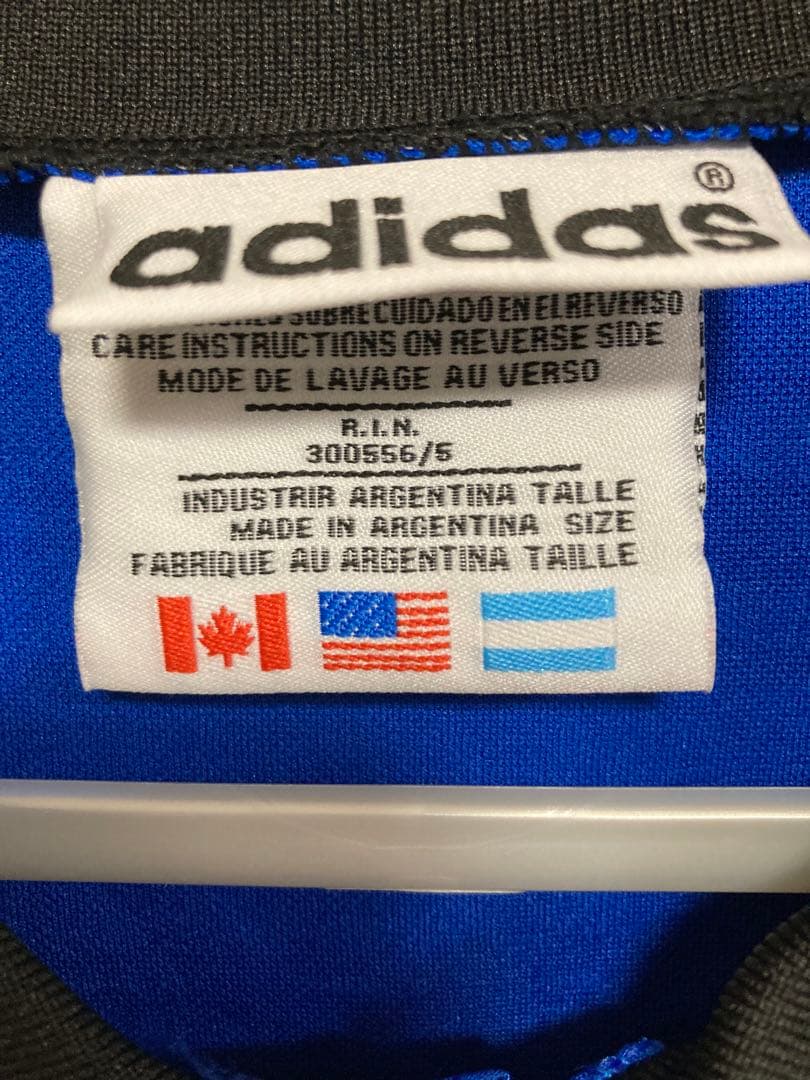 adidas®
SOBRE CUIDADO EN EL REVERSO
CARE INSTRUCTIONS ON REVERSE SIDE
MODE DE LAVAGE AU VERSO
R.I.N.
300556/5
INDUSTRIR ARGENTINA TALLE
MADE IN ARGENTINA SIZE
FABRIQUE AU ARGENTINA TAILLE